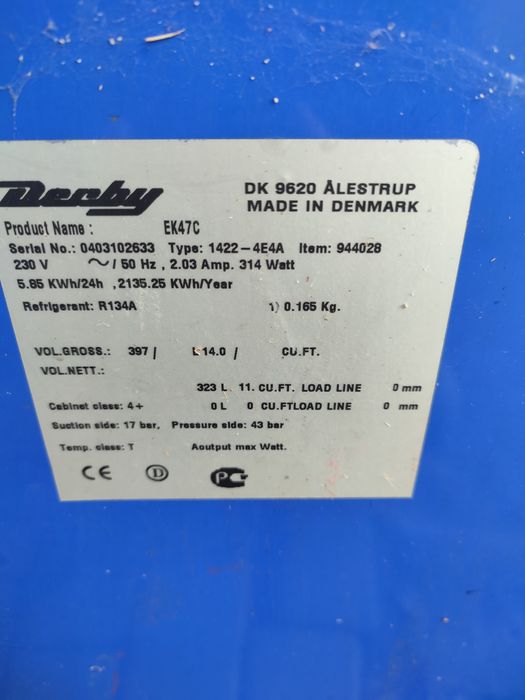 Derby
DK 9620 ÅLESTRUP
MADE IN DENMARK
Product Name : EK47C
Serial No.: 0403102633 Type: 1422-4E4A Item: 944028
230 V ~/ 50 Hz , 2.03 Amp. 314 Watt
5.85 KWh/24h ,2135.25 KWh/Year
Refrigerant: R134A 1) 0.165 Kg.
VOL.GROSS.: 397 / L 14.0 / CU.FT.
VOL.NETT.:
323 L 11. CU.FT. LOAD LINE 0 mm
Cabinet class: 4+ 0 L 0 CU.FTLOAD LINE 0 mm
Suction side: 17 bar, Pressure side: 43 bar
Temp. class: T Aoutput max Watt.
CE D PC